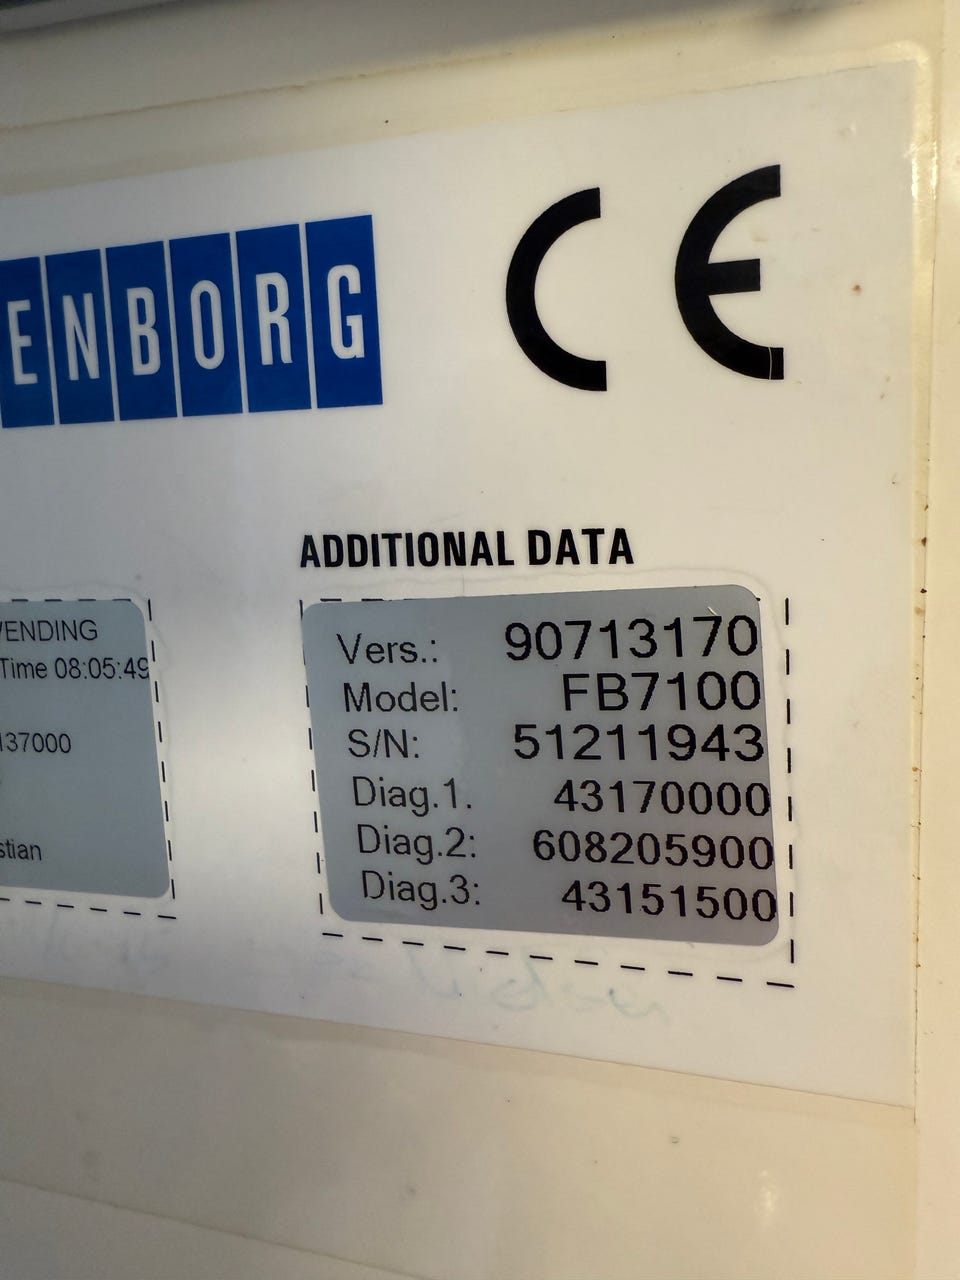 ENBORG
CE
ADDITIONAL DATA
VENDING
Time 08:05:49
137000
stian
Vers.: 90713170
Model: FB7100
S/N: 51211943
Diag.1. 43170000
Diag.2: 608205900
Diag.3: 43151500